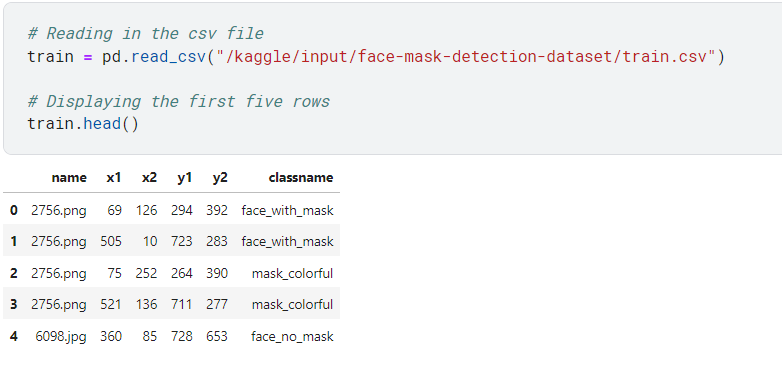 # Reading in the csv file
train = pd.read_csv("/kaggle/input/face-mask-detection-dataset/train.csv")
# Displaying the first five rows
train.head()
name x1 x2 y1 y2 classname
0 2756.png 69 126 294 392 face_with_mask
1 2756.png 505 10 723 283 face_with_mask
2 2756.png 75 252 264 390 mask_colorful
3 2756.png 521 136 711 277 mask_colorful
4 6098.jpg 360 85 728 653 face_no_mask